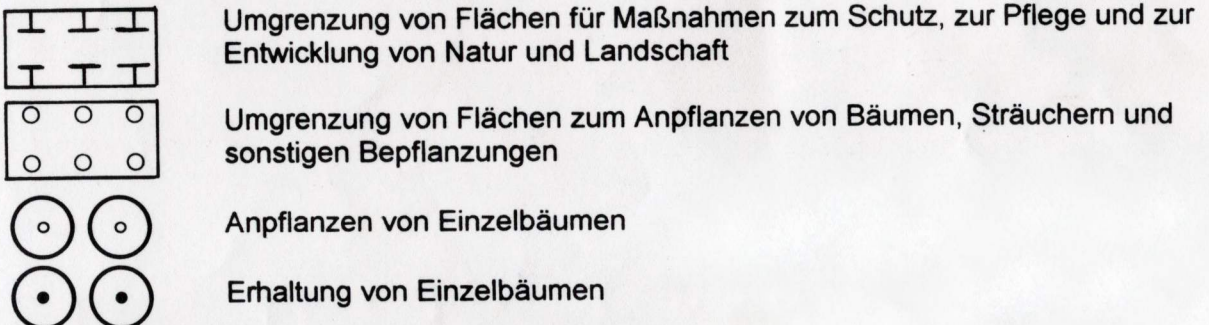 Umgrenzung von Flächen für Maßnahmen zum Schutz, zur Pflege und zur
Entwicklung von Natur und Landschaft
Umgrenzung von Flächen zum Anpflanzen von Bäumen, Sträuchern und
sonstigen Bepflanzungen
Anpflanzen von Einzelbäumen
Erhaltung von Einzelbäumen